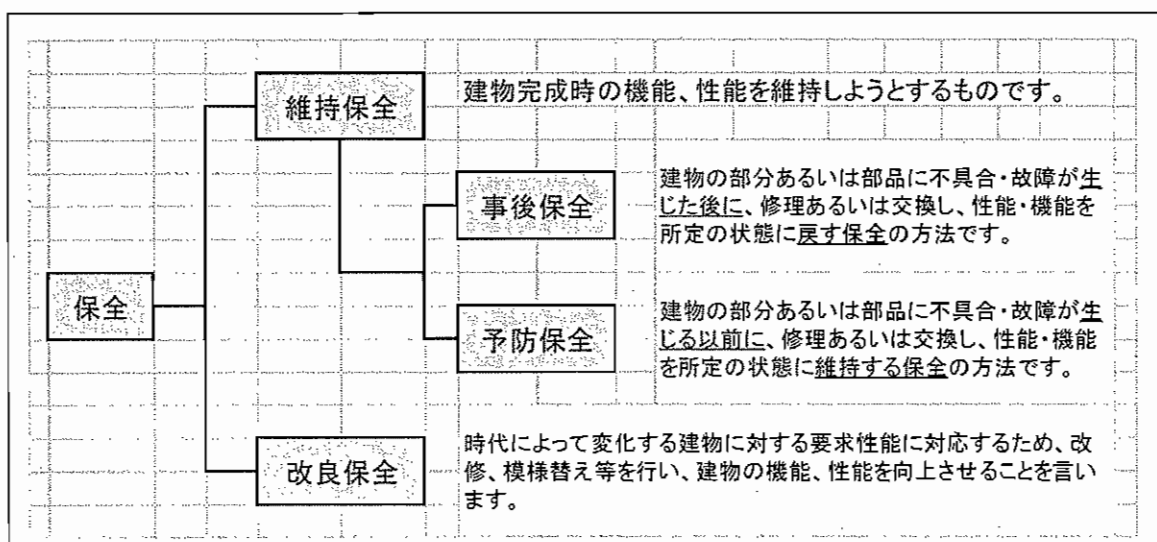 維持保全
建物完成時の機能、性能を維持しようとするものです。
事後保全
建物の部分あるいは部品に不具合・故障が生
じた後に、修理あるいは交換し、性能・機能を
所定の状態に戻す保全の方法です。
保全
予防保全
建物の部分あるいは部品に不具合・故障が生
じる以前に、修理あるいは交換し、性能・機能
を所定の状態に維持する保全の方法です。
改良保全
時代によって変化する建物に対する要求性能に対応するため、改
修、模様替え等を行い、建物の機能、性能を向上させることを言い
ます。